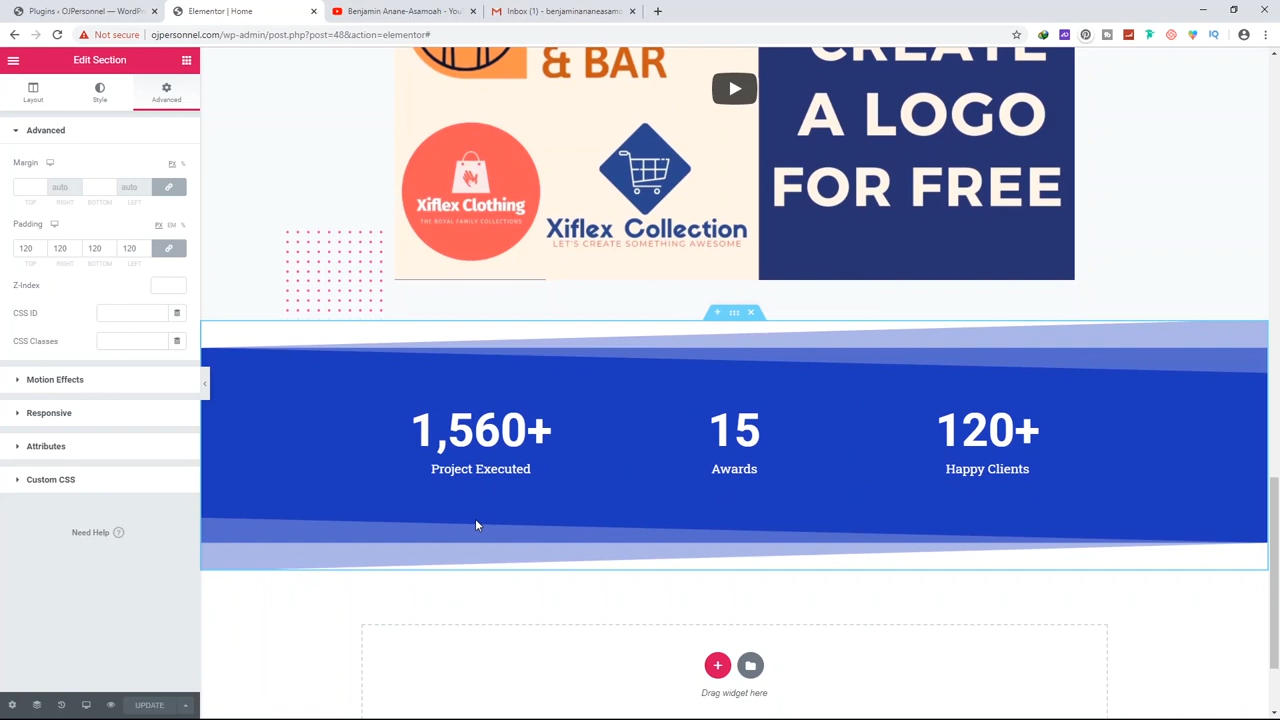 Plugins ‹ OJPersonnel — WordPr
Elementor | Home
Benjamin Anane-Asamoah - You
Inbox (1) - benjaminaneasamo
Not secure | ojpersonnel.com/wp-admin/post.php?post=48&action=elementor#
Edit Section
Layout
Style
Advanced
Advanced
Margin
PX %
auto
auto
TOP RIGHT BOTTOM LEFT
Padding
PX EM %
120 120 120 120
TOP RIGHT BOTTOM LEFT
Z-Index
CSS ID
CSS Classes
Motion Effects
Responsive
Attributes
Custom CSS
Need Help ?
UPDATE
& BAR
Xiflex Clothing
THE ROYAL FAMILY COLLECTIONS
Xiflex Collection
LET'S CREATE SOMETHING AWESOME
CREATE
A LOGO
FOR FREE
1,560+
Project Executed
15
Awards
120+
Happy Clients
Drag widget here